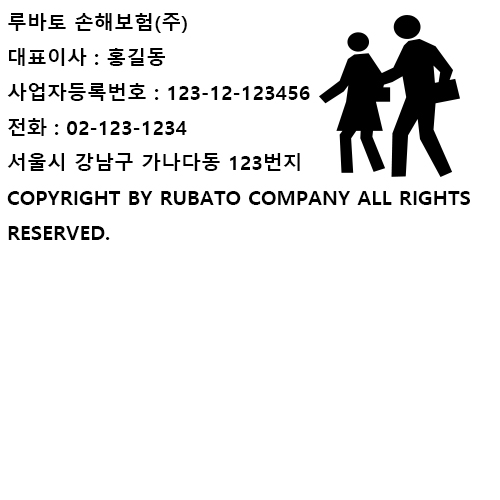 루바토 손해보험(주)
대표이사 : 홍길동
사업자등록번호 : 123-12-123456
전화 : 02-123-1234
서울시 강남구 가나다동 123번지
COPYRIGHT BY RUBATO COMPANY ALL RIGHTS
RESERVED.